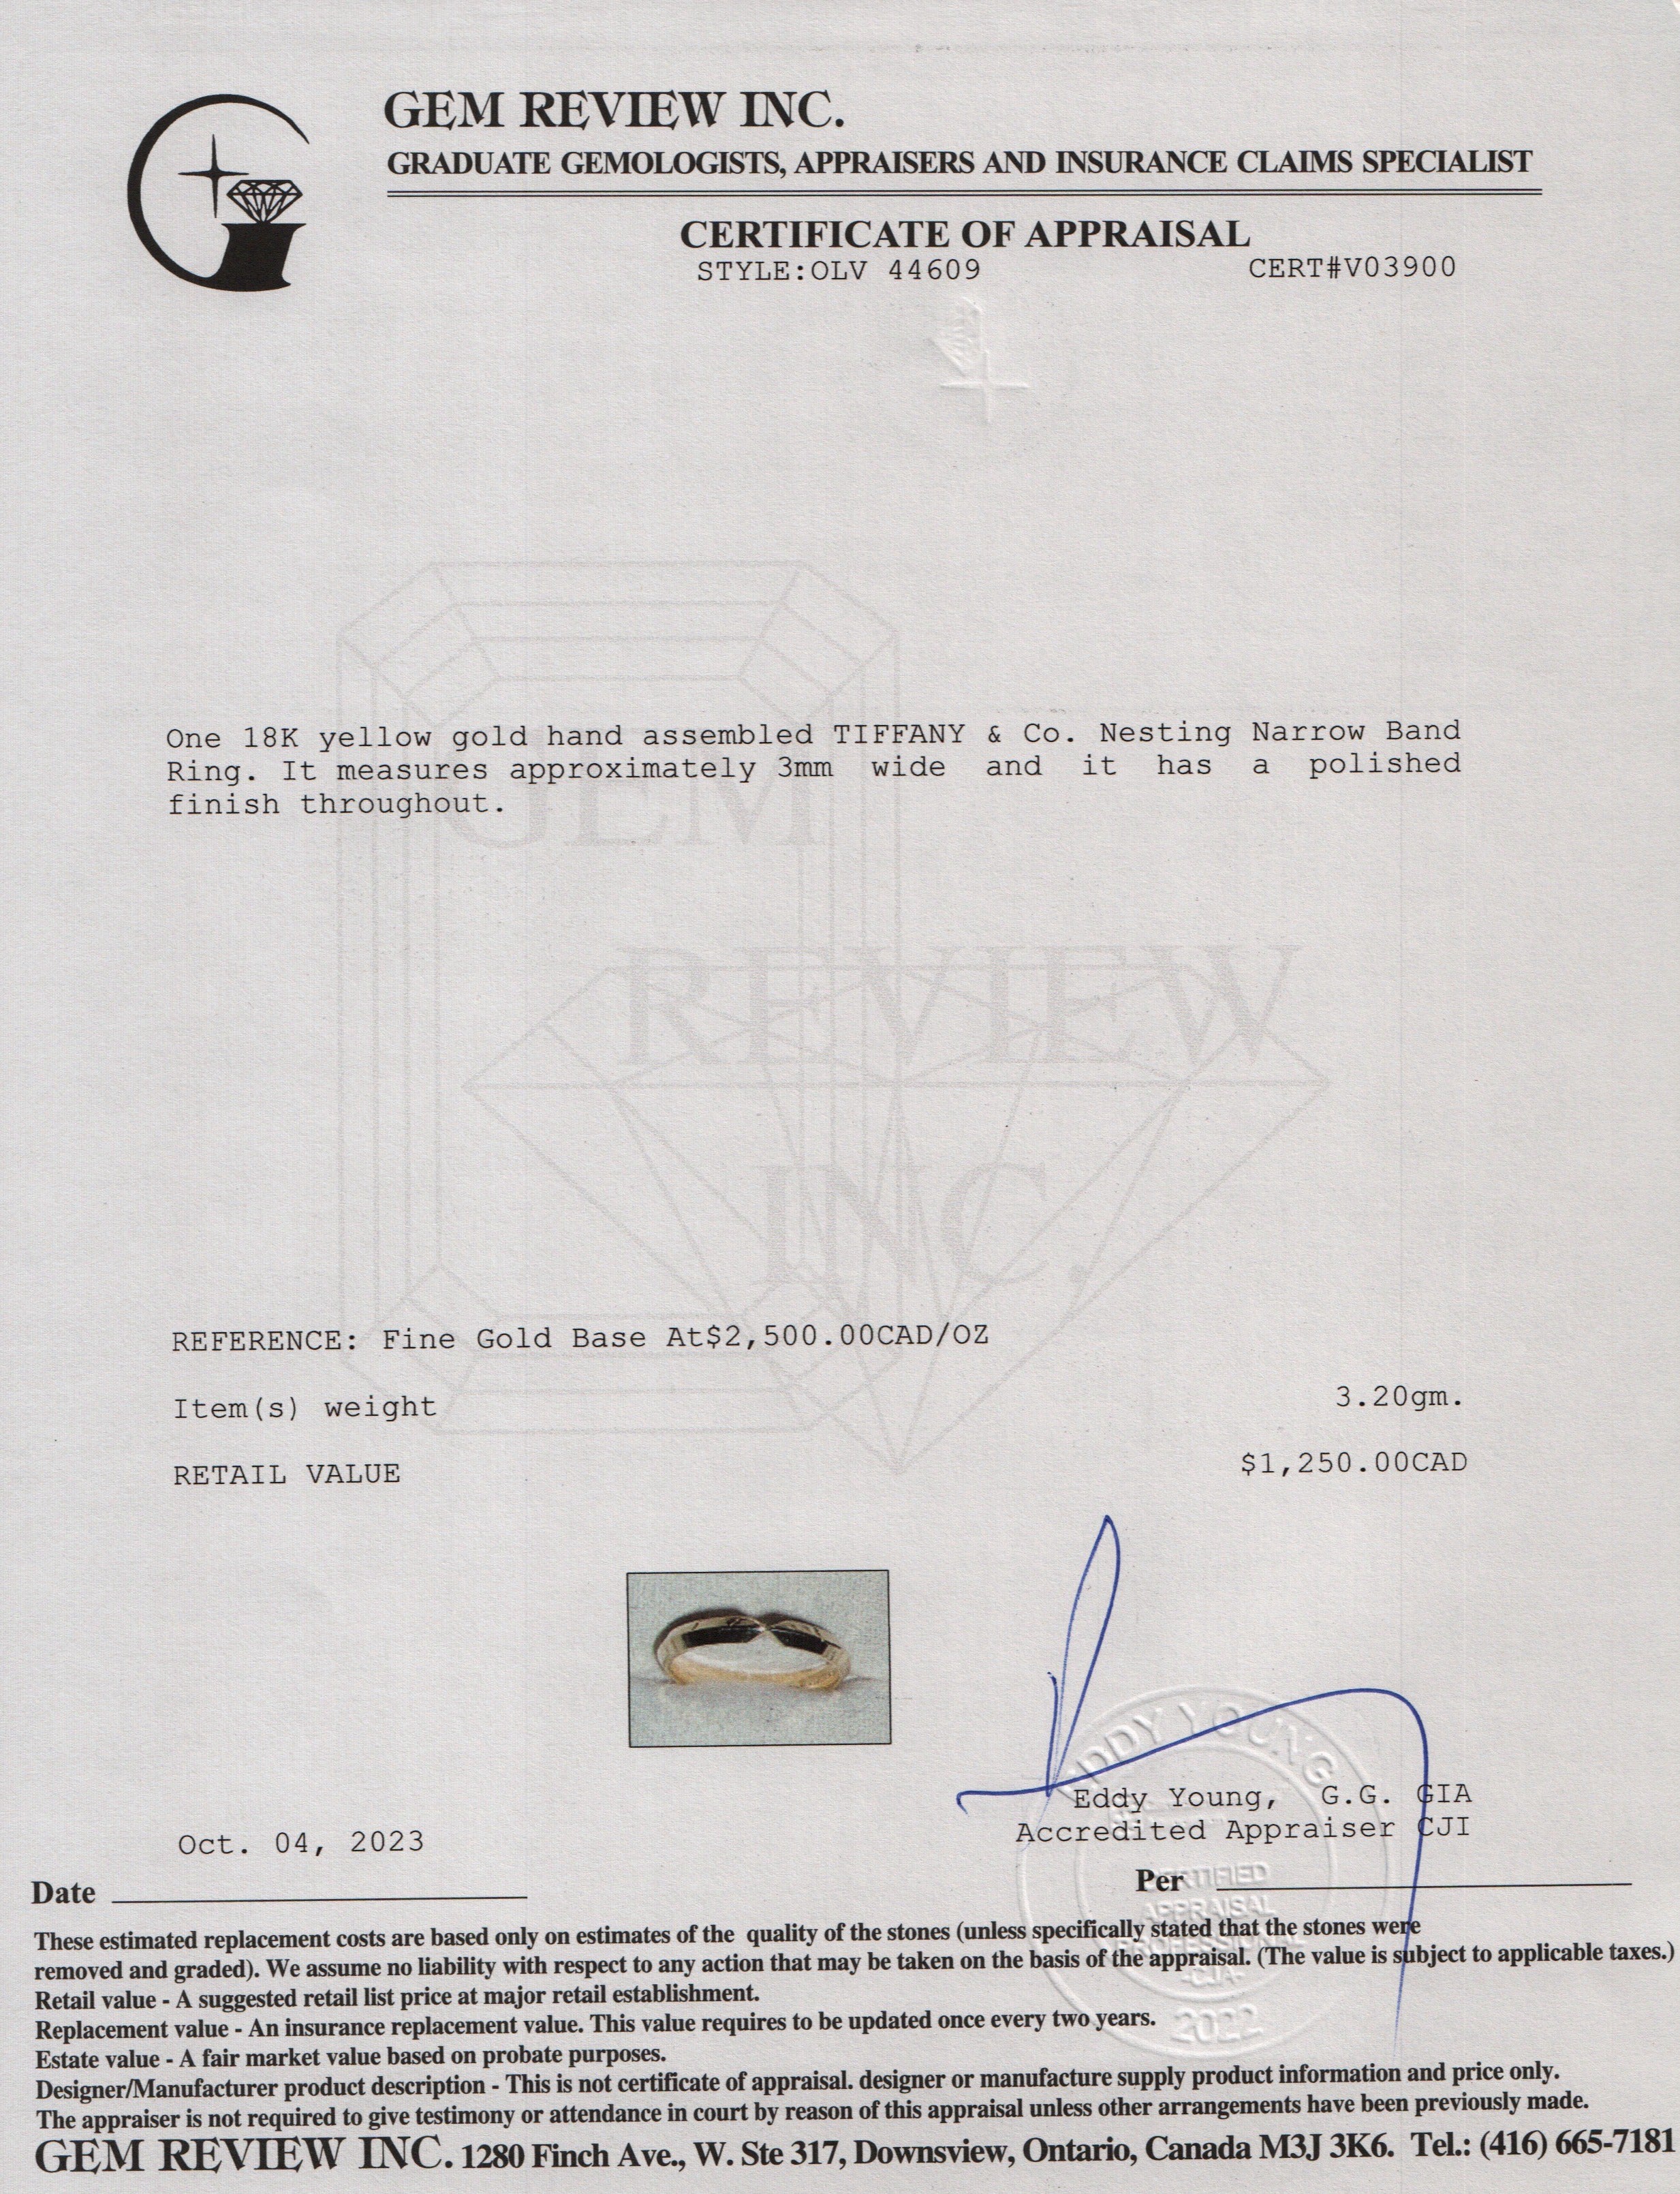 GEM REVIEW INC.
GRADUATE GEMOLOGISTS, APPRAISERS AND INSURANCE CLAIMS SPECIALIST
CERTIFICATE OF APPRAISAL
STYLE:OLV 44609
CERT#V03900
One 18K yellow gold hand assembled TIFFANY & Co. Nesting Narrow Band
Ring. It measures approximately 3mm wide and it has a polished
finish throughout.
GEM
REVIEW
INC.
REFERENCE: Fine Gold Base At$2,500.00CAD/OZ
Item(s) weight 3.20gm.
RETAIL VALUE $1,250.00CAD
EDDY YOUNG
Eddy Young, G.G. GIA
Accredited Appraiser CJI
Oct. 04, 2023
Date
Per
CERTIFIED
APPRAISAL
PROFESSIONAL
-CJA-
2022
These estimated replacement costs are based only on estimates of the quality of the stones (unless specifically stated that the stones were
removed and graded). We assume no liability with respect to any action that may be taken on the basis of the appraisal. (The value is subject to applicable taxes.)
Retail value - A suggested retail list price at major retail establishment.
Replacement value - An insurance replacement value. This value requires to be updated once every two years.
Estate value - A fair market value based on probate purposes.
Designer/Manufacturer product description - This is not certificate of appraisal. designer or manufacture supply product information and price only.
The appraiser is not required to give testimony or attendance in court by reason of this appraisal unless other arrangements have been previously made.
GEM REVIEW INC. 1280 Finch Ave., W. Ste 317, Downsview, Ontario, Canada M3J 3K6. Tel.: (416) 665-7181